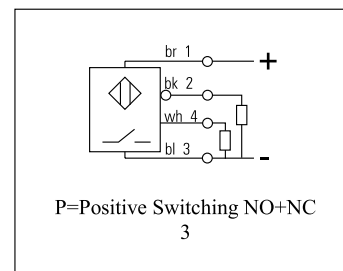 br 1
+
bk 2
wh 4
bl 3
-
P=Positive Switching NO+NC
3